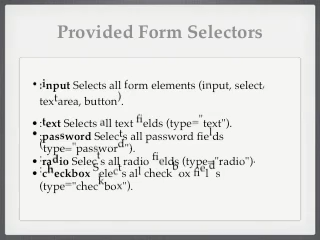 Provided Form Selectors
• :input Selects all form elements (input, select,
textarea, button).
• :text Selects all text fields (type="text").
• :password Selects all password fields
(type="password").
• :radio Selects all radio fields (type="radio").
• :checkbox Selects all checkbox fields
(type="checkbox").